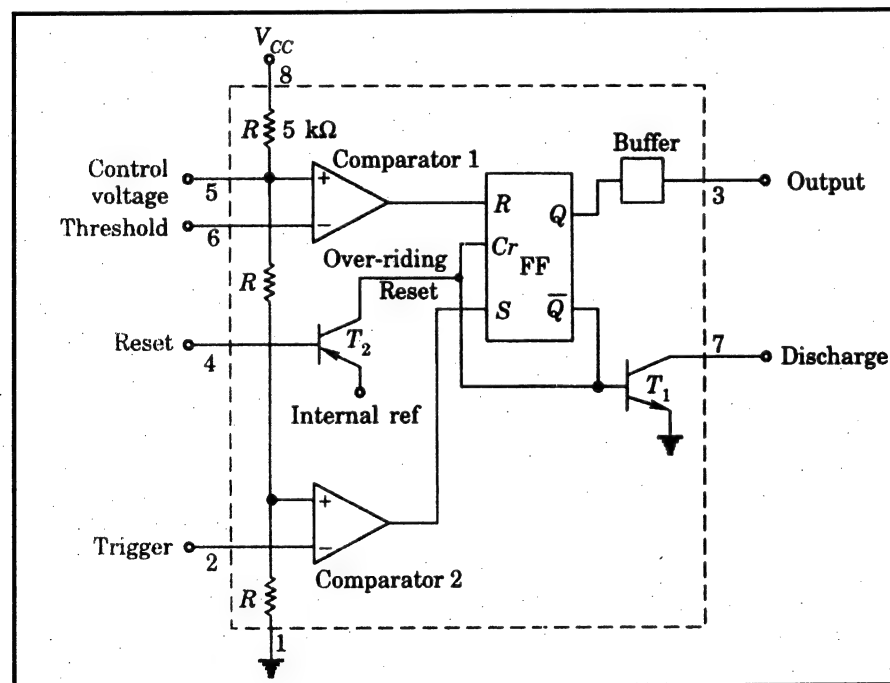 V_CC
8
R 5 kΩ
Control
voltage
5
+
Comparator 1
Threshold
6
−
Buffer
3
Output
R
Q
Cr
FF
Over-riding
Reset
S
Q̅
R
Reset
4
T_2
Internal ref
7
Discharge
T_1
+
Trigger
2
−
Comparator 2
R
1